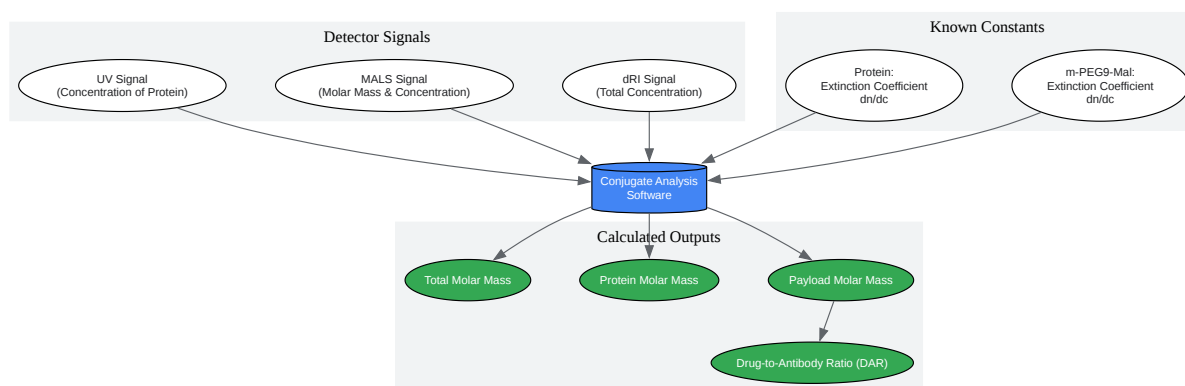 Detector Signals
Known Constants
UV Signal
(Concentration of Protein)
MALS Signal
(Molar Mass & Concentration)
dRI Signal
(Total Concentration)
Protein:
Extinction Coefficient
dn/dc
m-PEG9-Mal:
Extinction Coefficient
dn/dc
Conjugate Analysis
Software
Calculated Outputs
Total Molar Mass
Protein Molar Mass
Payload Molar Mass
Drug-to-Antibody Ratio (DAR)